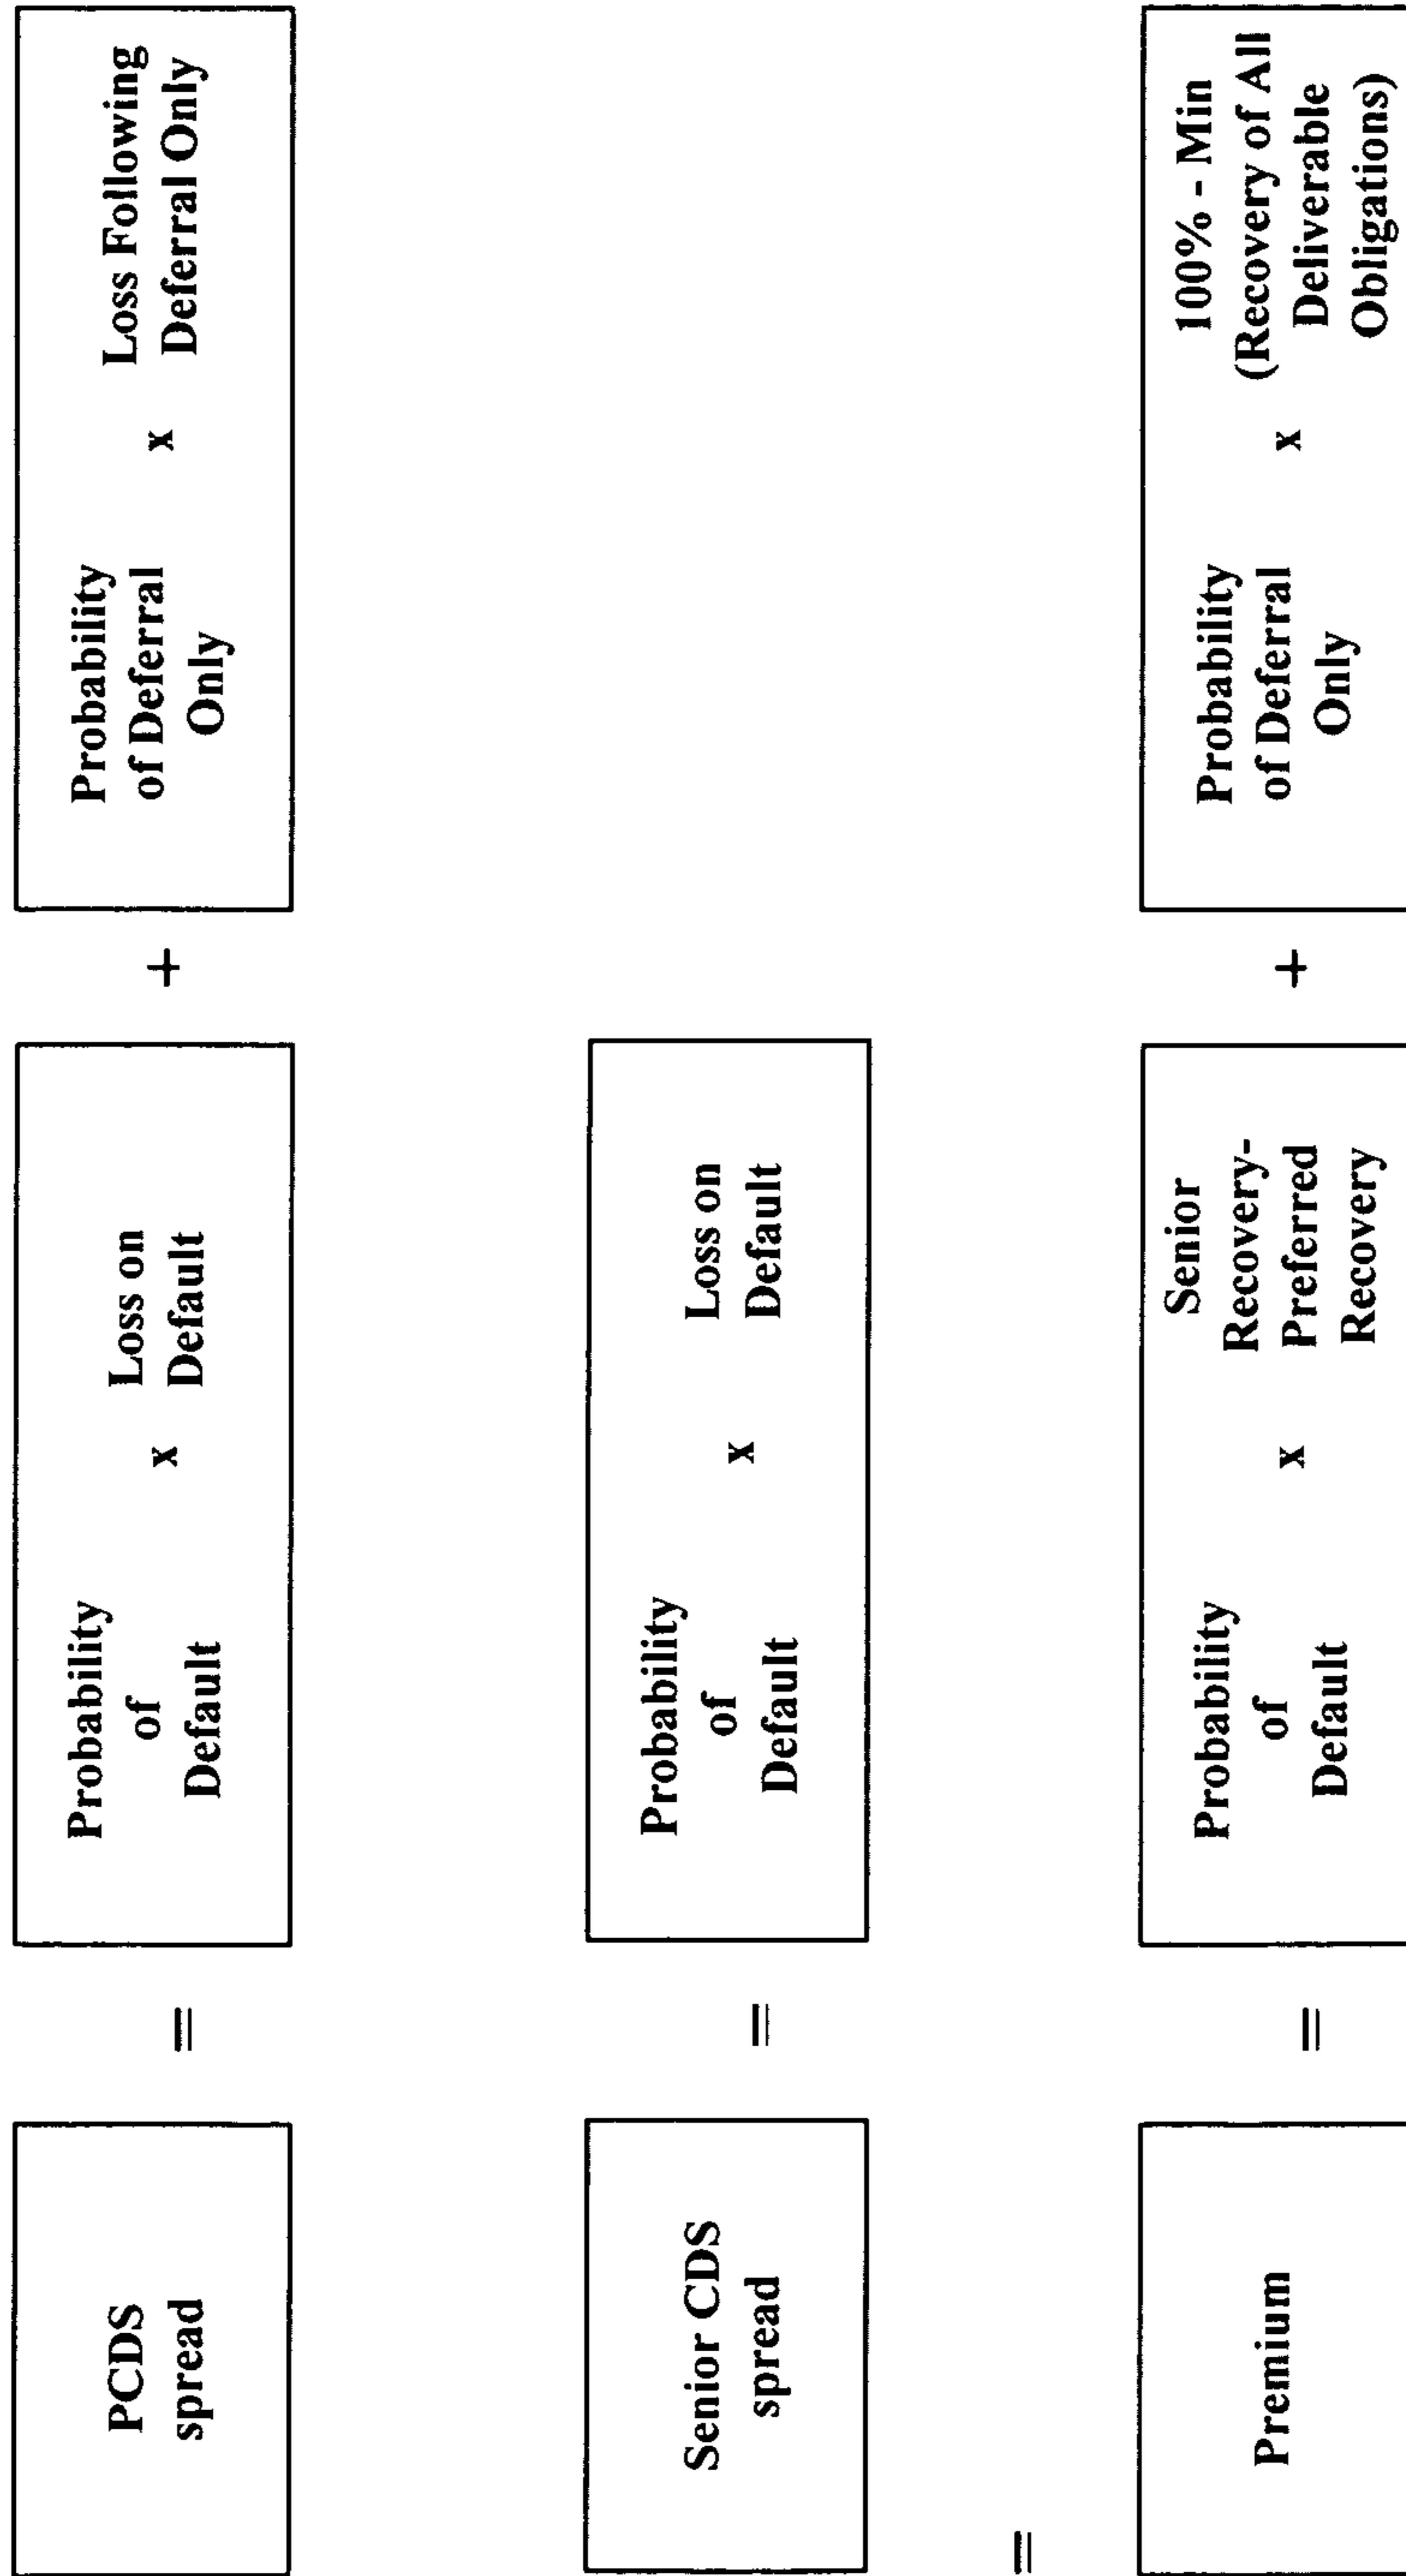 PCDS
spread
=
Probability
of
Default
x
Loss on
Default
+
Probability
of Deferral
Only
x
Loss Following
Deferral Only
Senior CDS
spread
=
Probability
of
Default
x
Loss on
Default
=
Premium
=
Probability
of
Default
x
Senior
Recovery-
Preferred
Recovery
+
Probability
of Deferral
Only
x
100% - Min
(Recovery of All
Deliverable
Obligations)